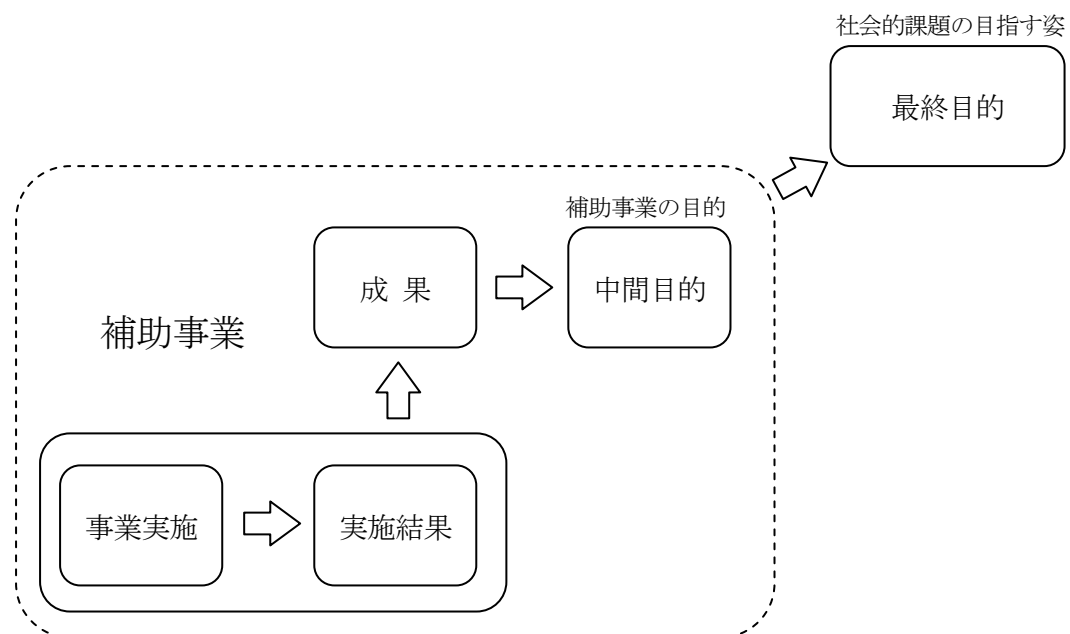 社会的課題の目指す姿
最終目的
補助事業の目的
成 果
中間目的
補助事業
事業実施
実施結果